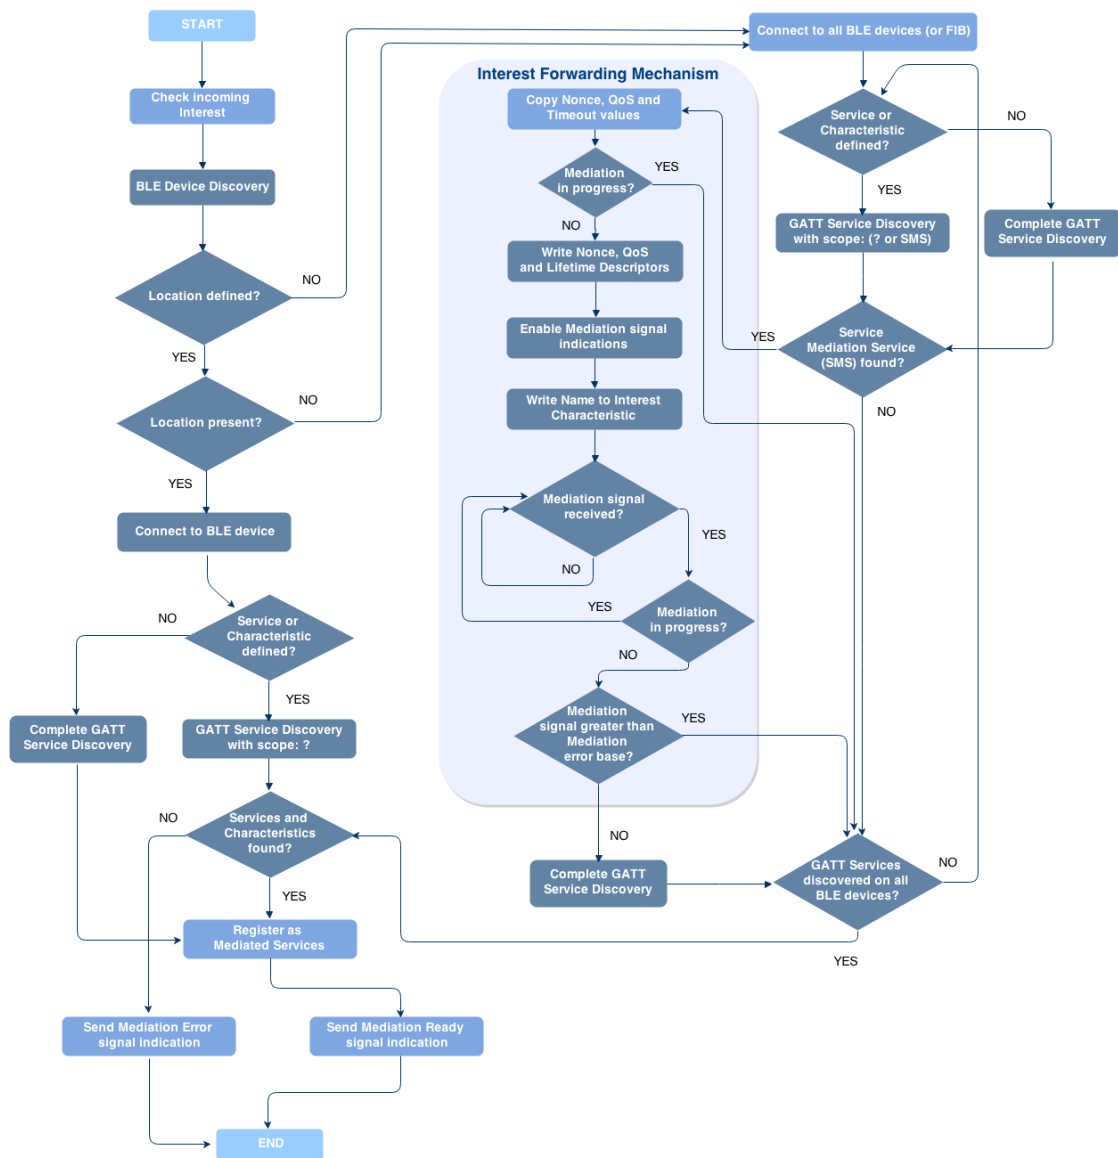 START
Connect to all BLE devices (or FIB)
Interest Forwarding Mechanism
Check incoming
Interest
Copy Nonce, QoS and
Timeout values
Service or
Characteristic
defined?
NO
BLE Device Discovery
Mediation
in progress?
YES
YES
NO
GATT Service Discovery
with scope: (? or SMS)
Complete GATT
Service Discovery
Write Nonce, QoS
and Lifetime Descriptors
Location defined?
NO
Enable Mediation signal
indications
YES
Service
Mediation Service
(SMS) found?
YES
NO
Write Name to Interest
Characteristic
NO
Location present?
YES
Mediation signal
received?
YES
NO
Connect to BLE device
YES
Mediation
in progress?
NO
NO
Service or
Characteristic
defined?
YES
Mediation
signal greater than
Mediation
error base?
YES
Complete GATT
Service Discovery
GATT Service Discovery
with scope: ?
NO
Services and
Characteristics
found?
NO
YES
Complete GATT
Service Discovery
GATT Services
discovered on all
BLE devices?
NO
YES
Register as
Mediated Services
Send Mediation Error
signal indication
Send Mediation Ready
signal indication
END